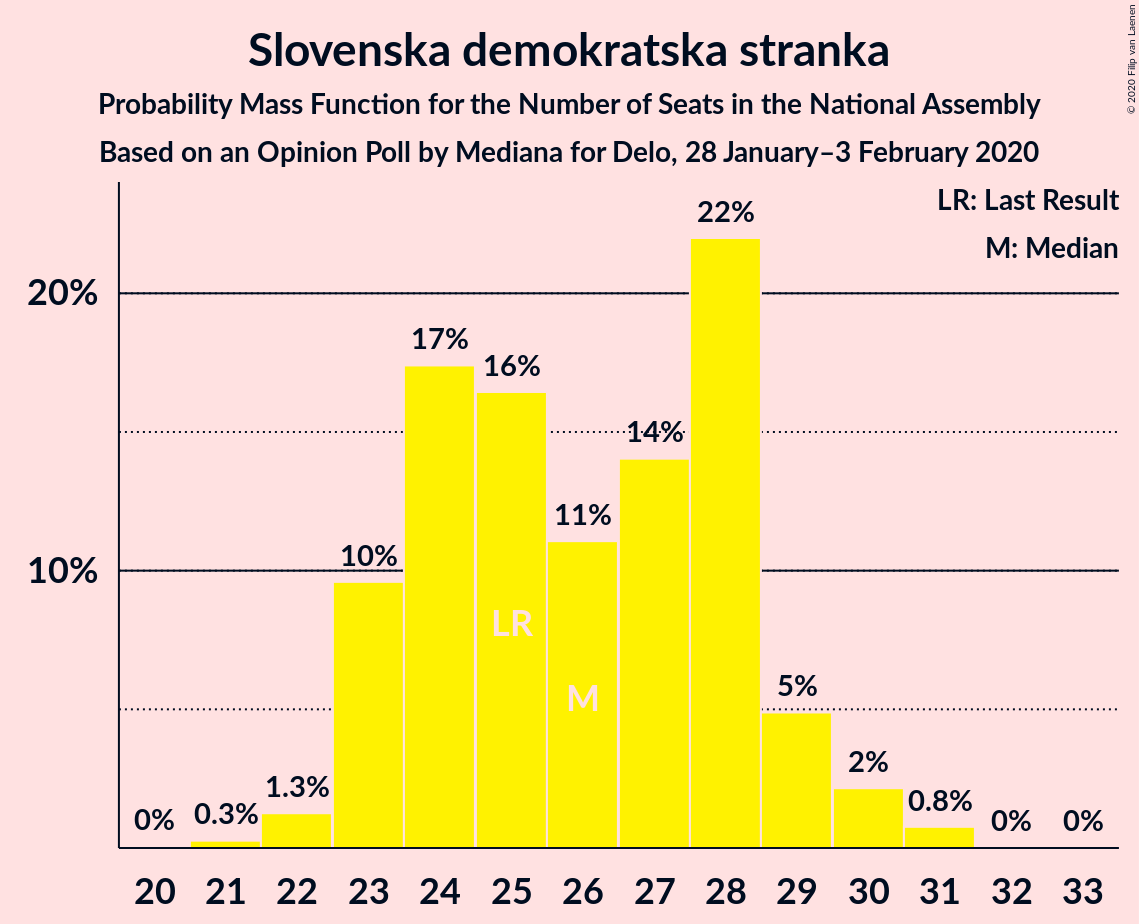 Slovenska demokratska stranka
Probability Mass Function for the Number of Seats in the National Assembly
Based on an Opinion Poll by Mediana for Delo, 28 January–3 February 2020
© 2020 Filip van Laenen
LR: Last Result
M: Median
20%
10%
0%
0.3%
1.3%
10%
17%
16%
11%
14%
22%
5%
2%
0.8%
0%
0%
LR
M
20 21 22 23 24 25 26 27 28 29 30 31 32 33